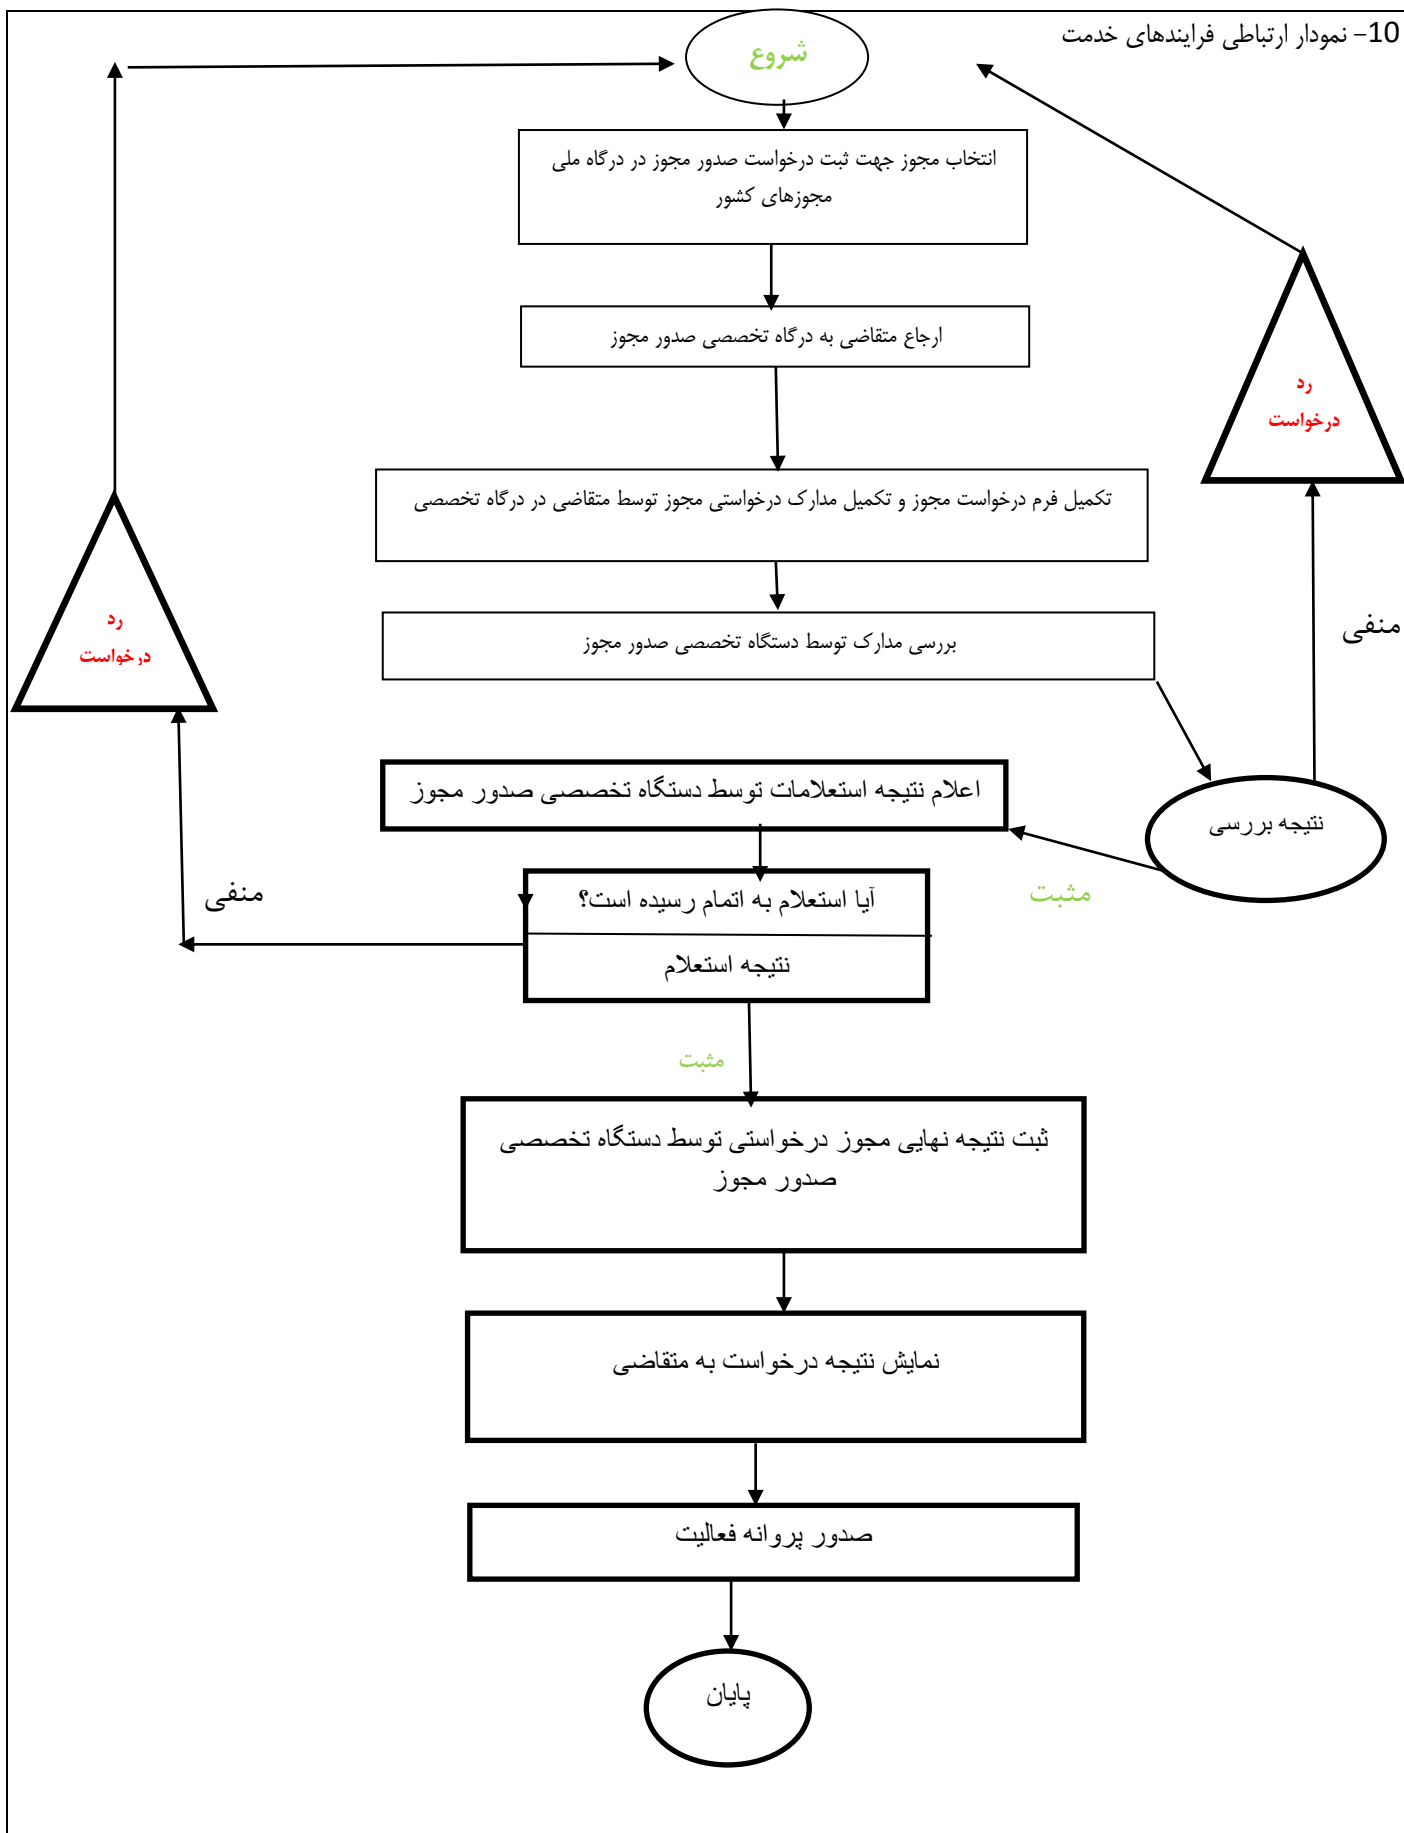 10- نمودار ارتباطی فرایندهای خدمت
شروع
انتخاب مجوز جهت ثبت درخواست صدور مجوز در درگاه ملی
مجوزهای کشور
ارجاع متقاضی به درگاه تخصصی صدور مجوز
رد
درخواست
تکمیل فرم درخواست مجوز و تکمیل مدارک درخواستی مجوز توسط متقاضی در درگاه تخصصی
منفی
رد
درخواست
بررسی مدارک توسط دستگاه تخصصی صدور مجوز
اعلام نتیجه استعلامات توسط دستگاه تخصصی صدور مجوز
نتیجه بررسی
مثبت
آیا استعلام به اتمام رسیده است؟
منفی
نتیجه استعلام
مثبت
ثبت نتیجه نهایی مجوز درخواستی توسط دستگاه تخصصی
صدور مجوز
نمایش نتیجه درخواست به متقاضی
صدور پروانه فعالیت
پایان